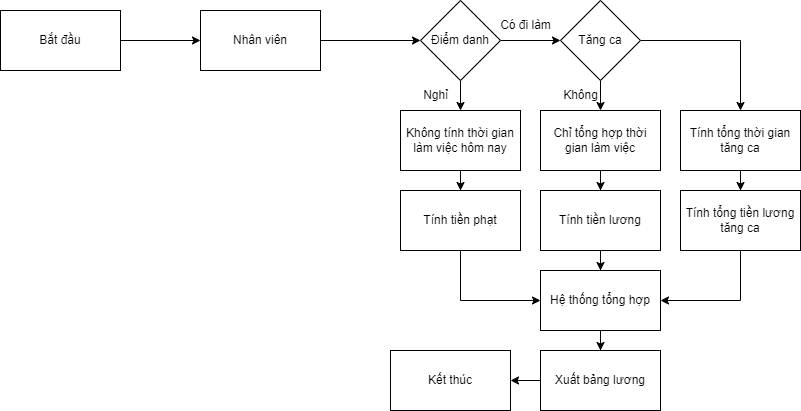 Bắt đầu
Nhân viên
Điểm danh
Có đi làm
Tăng ca
Nghỉ
Không
Không tính thời gian
làm việc hôm nay
Chỉ tổng hợp thời
gian làm việc
Tính tổng thời gian
tăng ca
Tính tiền phạt
Tính tiền lương
Tính tổng tiền lương
tăng ca
Hệ thống tổng hợp
Kết thúc
Xuất bảng lương